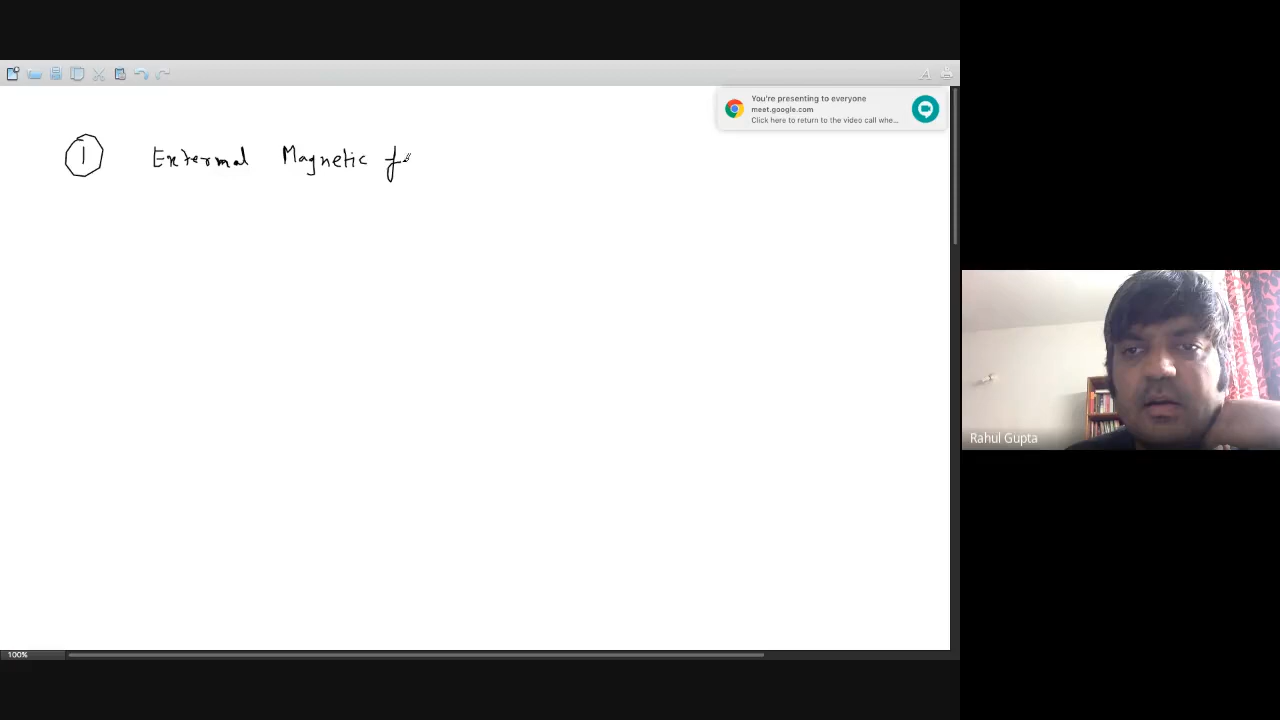 You're presenting to everyone
meet.google.com
Click here to return to the video call whe...
① External Magnetic f
Rahul Gupta
100%